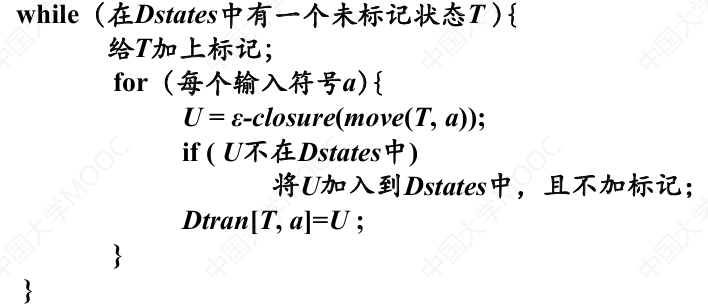 while (在Dstates中有一个未标记状态T ){
给T加上标记;
for (每个输入符号a){
U = ε-closure(move(T, a));
if ( U不在Dstates中)
将U加入到Dstates中，且不加标记;
Dtran[T, a]=U ;
}
}
中国大学MOOC